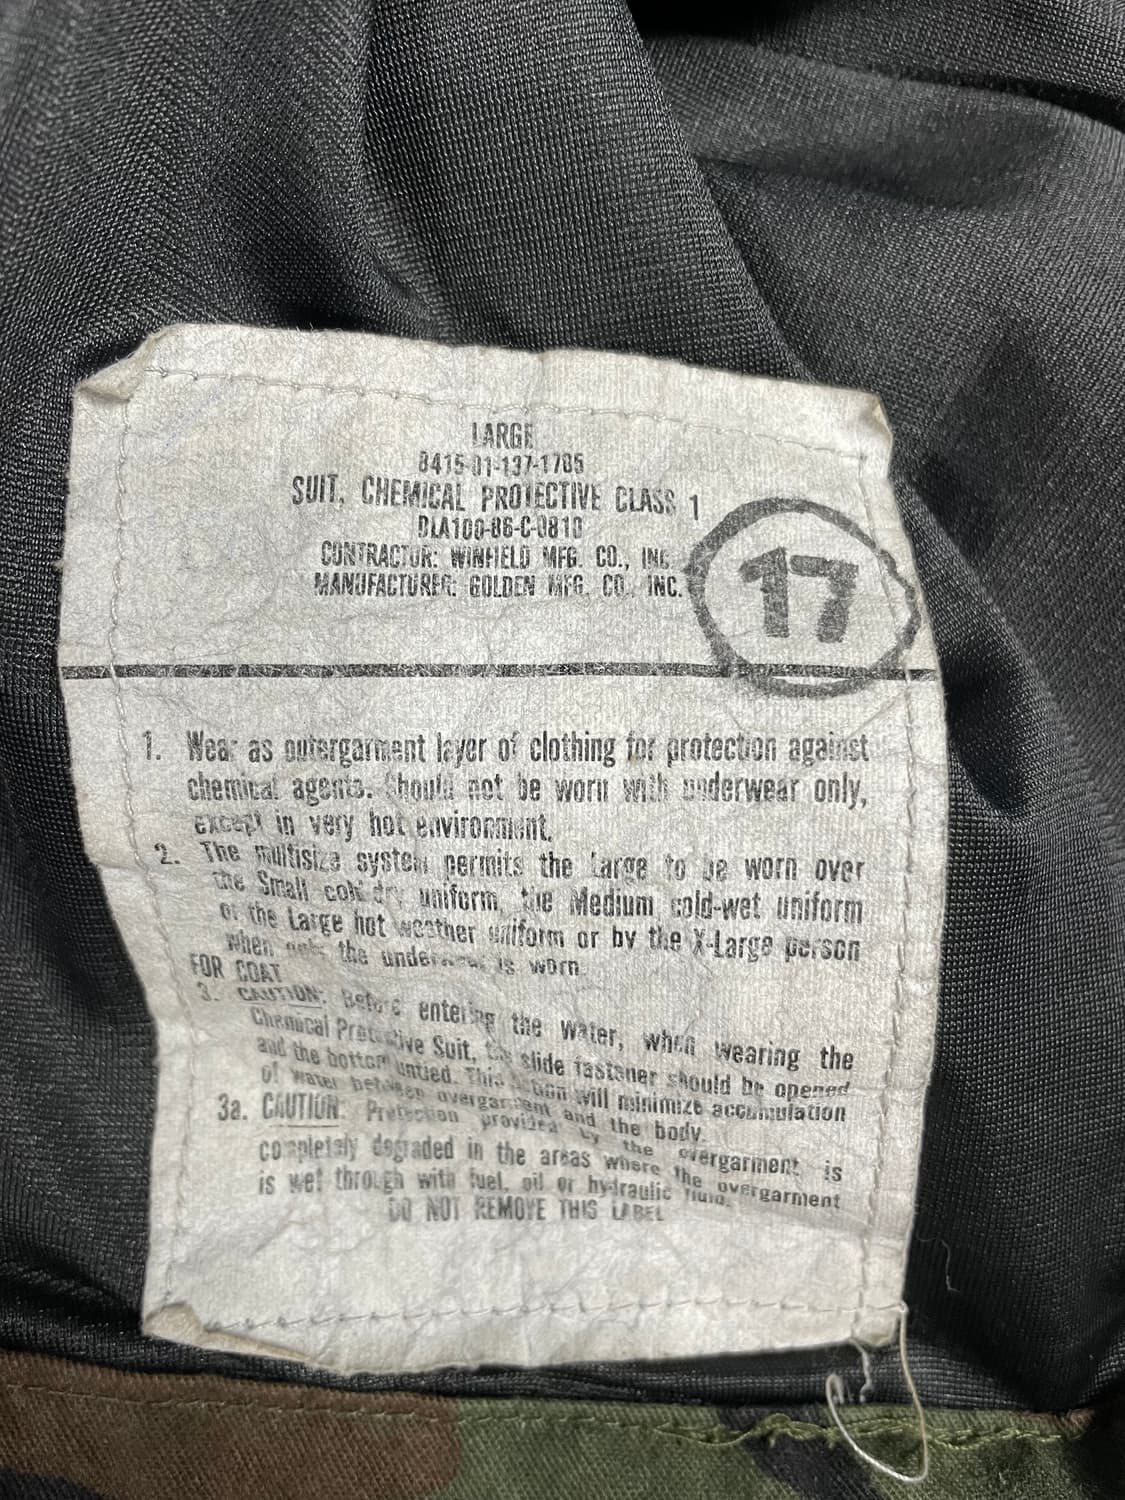 LARGE
8415-01-137-1705
SUIT, CHEMICAL PROTECTIVE CLASS 1
DLA100-86-C-0810
CONTRACTOR: WINFIELD MFG. CO., INC.
MANUFACTURER: GOLDEN MFG. CO., INC.
17
1. Wear as outergarment layer of clothing for protection against
chemical agents. Should not be worn with underwear only,
except in very hot environment.
2. The multisize system permits the Large to be worn over
the Small cold dry uniform, the Medium cold-wet uniform
or the Large hot weather uniform or by the X-Large person
when only the underwear is worn.
FOR COAT
3. CAUTION: Before entering the water, when wearing the
Chemical Protective Suit, the slide fastener should be opened
and the bottom untied. This action will minimize accumulation
of water between overgarment and the body.
3a. CAUTION: Protection provided by the overgarment is
completely degraded in the areas where the overgarment
is wet through with fuel, oil or hydraulic fluid.
DO NOT REMOVE THIS LABEL